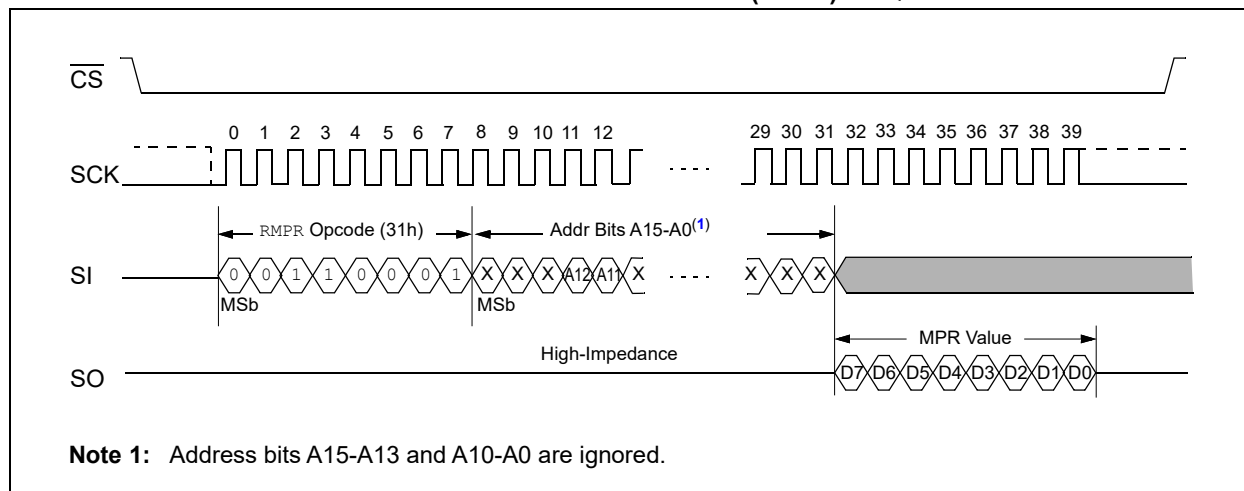 CS
0 1 2 3 4 5 6 7 8 9 10 11 12 29 30 31 32 33 34 35 36 37 38 39
SCK
RMPR Opcode (31h) Addr Bits A15-A0(1)
SI 0 0 1 1 0 0 0 1 X X X A12 A11 X X X X
MSb MSb
MPR Value
High-Impedance
SO D7 D6 D5 D4 D3 D2 D1 D0
Note 1: Address bits A15-A13 and A10-A0 are ignored.